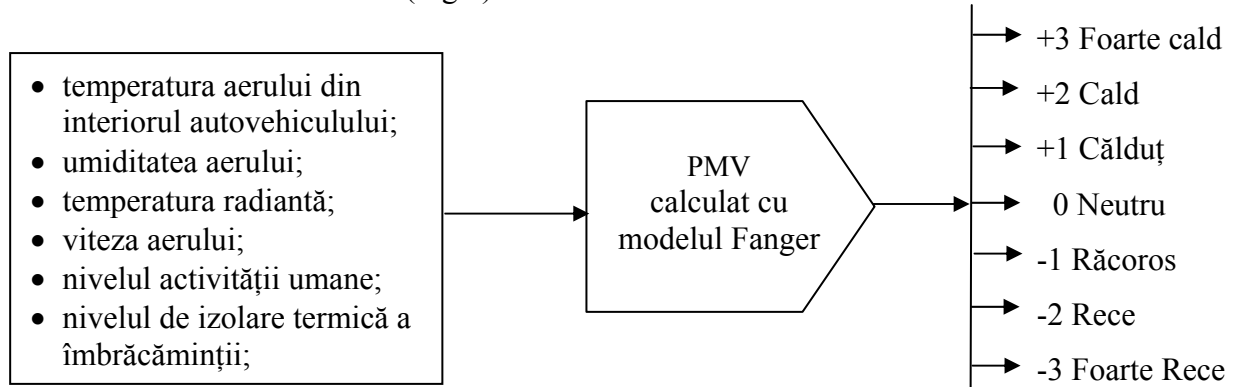 • temperatura aerului din
interiorul autovehiculului;
• umiditatea aerului;
• temperatura radiantă;
• viteza aerului;
• nivelul activității umane;
• nivelul de izolare termică a
îmbrăcăminții;
PMV
calculat cu
modelul Fanger
+3 Foarte cald
+2 Cald
+1 Călduț
0 Neutru
-1 Răcoros
-2 Rece
-3 Foarte Rece